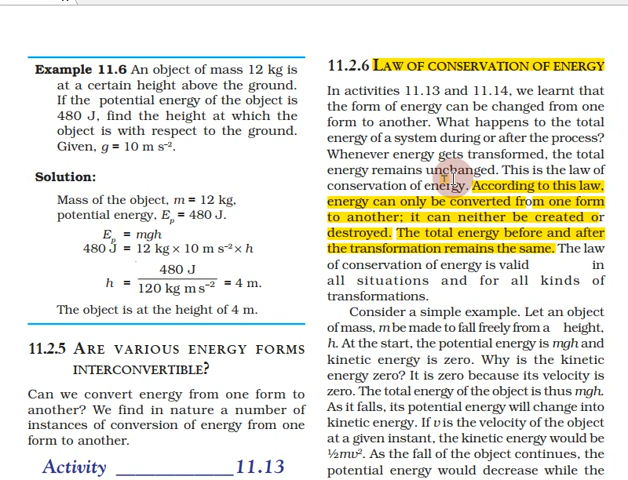 Example 11.6 An object of mass 12 kg is
at a certain height above the ground.
If the potential energy of the object is
480 J, find the height at which the
object is with respect to the ground.
Given, g = 10 m s⁻².
Solution:
Mass of the object, m = 12 kg,
potential energy, Eₚ = 480 J.
Eₚ = mgh
480 J = 12 kg × 10 m s⁻² × h
480 J
h = = 4 m.
120 kg m s⁻²
The object is at the height of 4 m.
11.2.5 ARE VARIOUS ENERGY FORMS
INTERCONVERTIBLE?
Can we convert energy from one form to
another? We find in nature a number of
instances of conversion of energy from one
form to another.
Activity ____________11.13
11.2.6 LAW OF CONSERVATION OF ENERGY
In activities 11.13 and 11.14, we learnt that
the form of energy can be changed from one
form to another. What happens to the total
energy of a system during or after the process?
Whenever energy gets transformed, the total
energy remains unchanged. This is the law of
conservation of energy. According to this law,
energy can only be converted from one form
to another; it can neither be created or
destroyed. The total energy before and after
the transformation remains the same. The law
of conservation of energy is valid in
all situations and for all kinds of
transformations.
Consider a simple example. Let an object
of mass, m be made to fall freely from a height,
h. At the start, the potential energy is mgh and
kinetic energy is zero. Why is the kinetic
energy zero? It is zero because its velocity is
zero. The total energy of the object is thus mgh.
As it falls, its potential energy will change into
kinetic energy. If v is the velocity of the object
at a given instant, the kinetic energy would be
½mv². As the fall of the object continues, the
potential energy would decrease while the